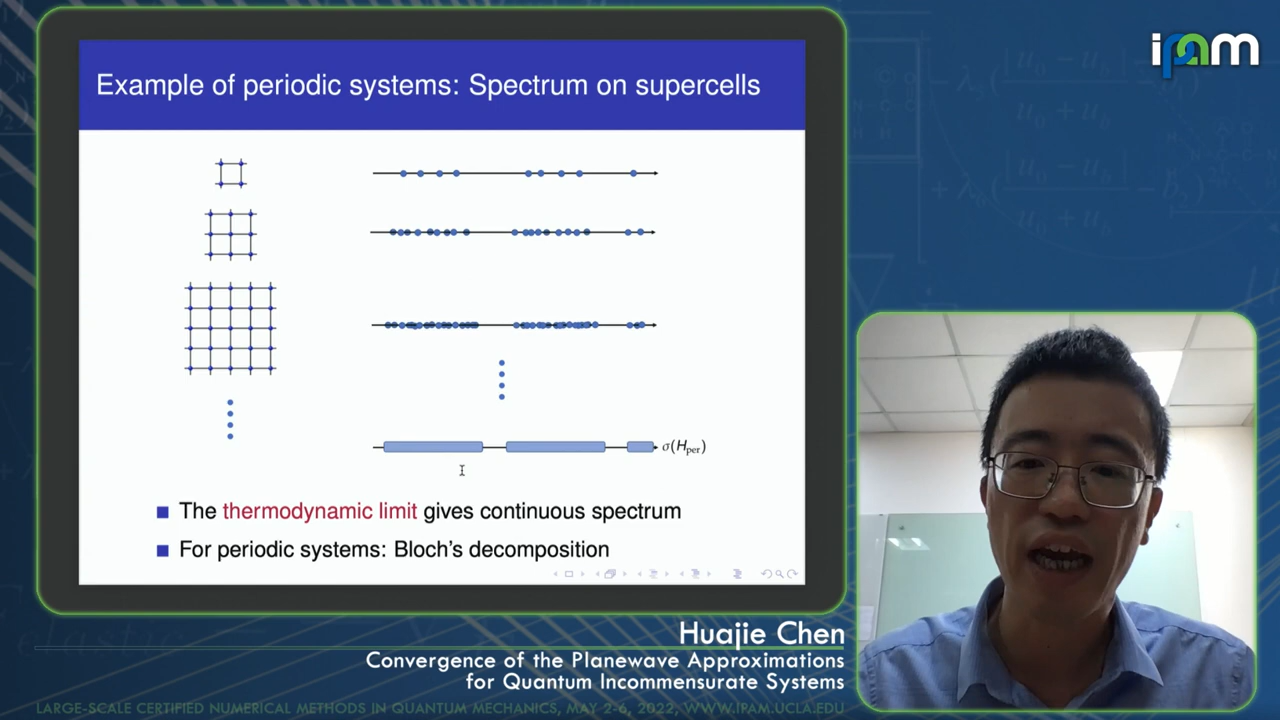 ipam
Example of periodic systems: Spectrum on supercells
σ(H_per)
The thermodynamic limit gives continuous spectrum
For periodic systems: Bloch's decomposition
Huajie Chen
Convergence of the Planewave Approximations
for Quantum Incommensurate Systems
LARGE-SCALE CERTIFIED NUMERICAL METHODS IN QUANTUM MECHANICS, MAY 2-6, 2022, WWW.IPAM.UCLA.EDU